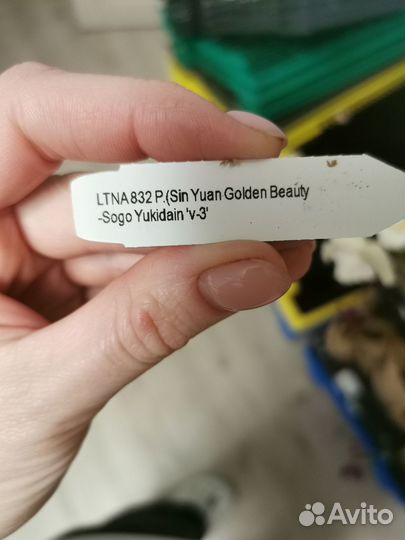 LTNA 832 P.(Sin Yuan Golden Beauty
-Sogo Yukidain 'v-3'
Avito